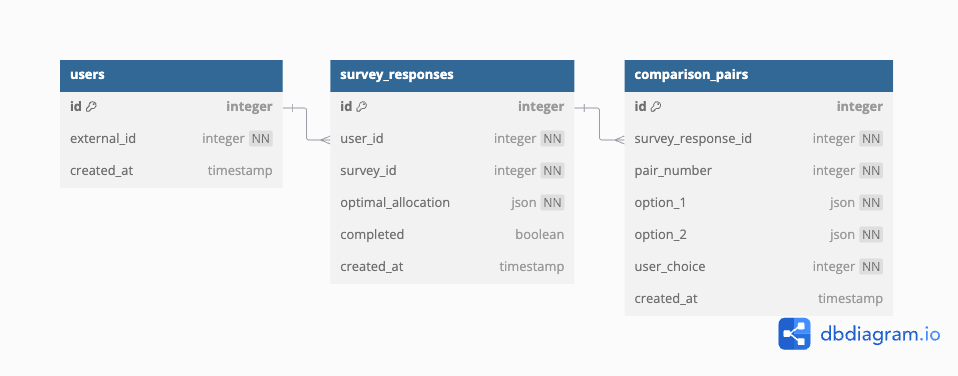 users
id integer
external_id integer NN
created_at timestamp
survey_responses
id integer
user_id integer NN
survey_id integer NN
optimal_allocation json NN
completed boolean
created_at timestamp
comparison_pairs
id integer
survey_response_id integer NN
pair_number integer NN
option_1 json NN
option_2 json NN
user_choice integer NN
created_at timestamp
dbdiagram.io